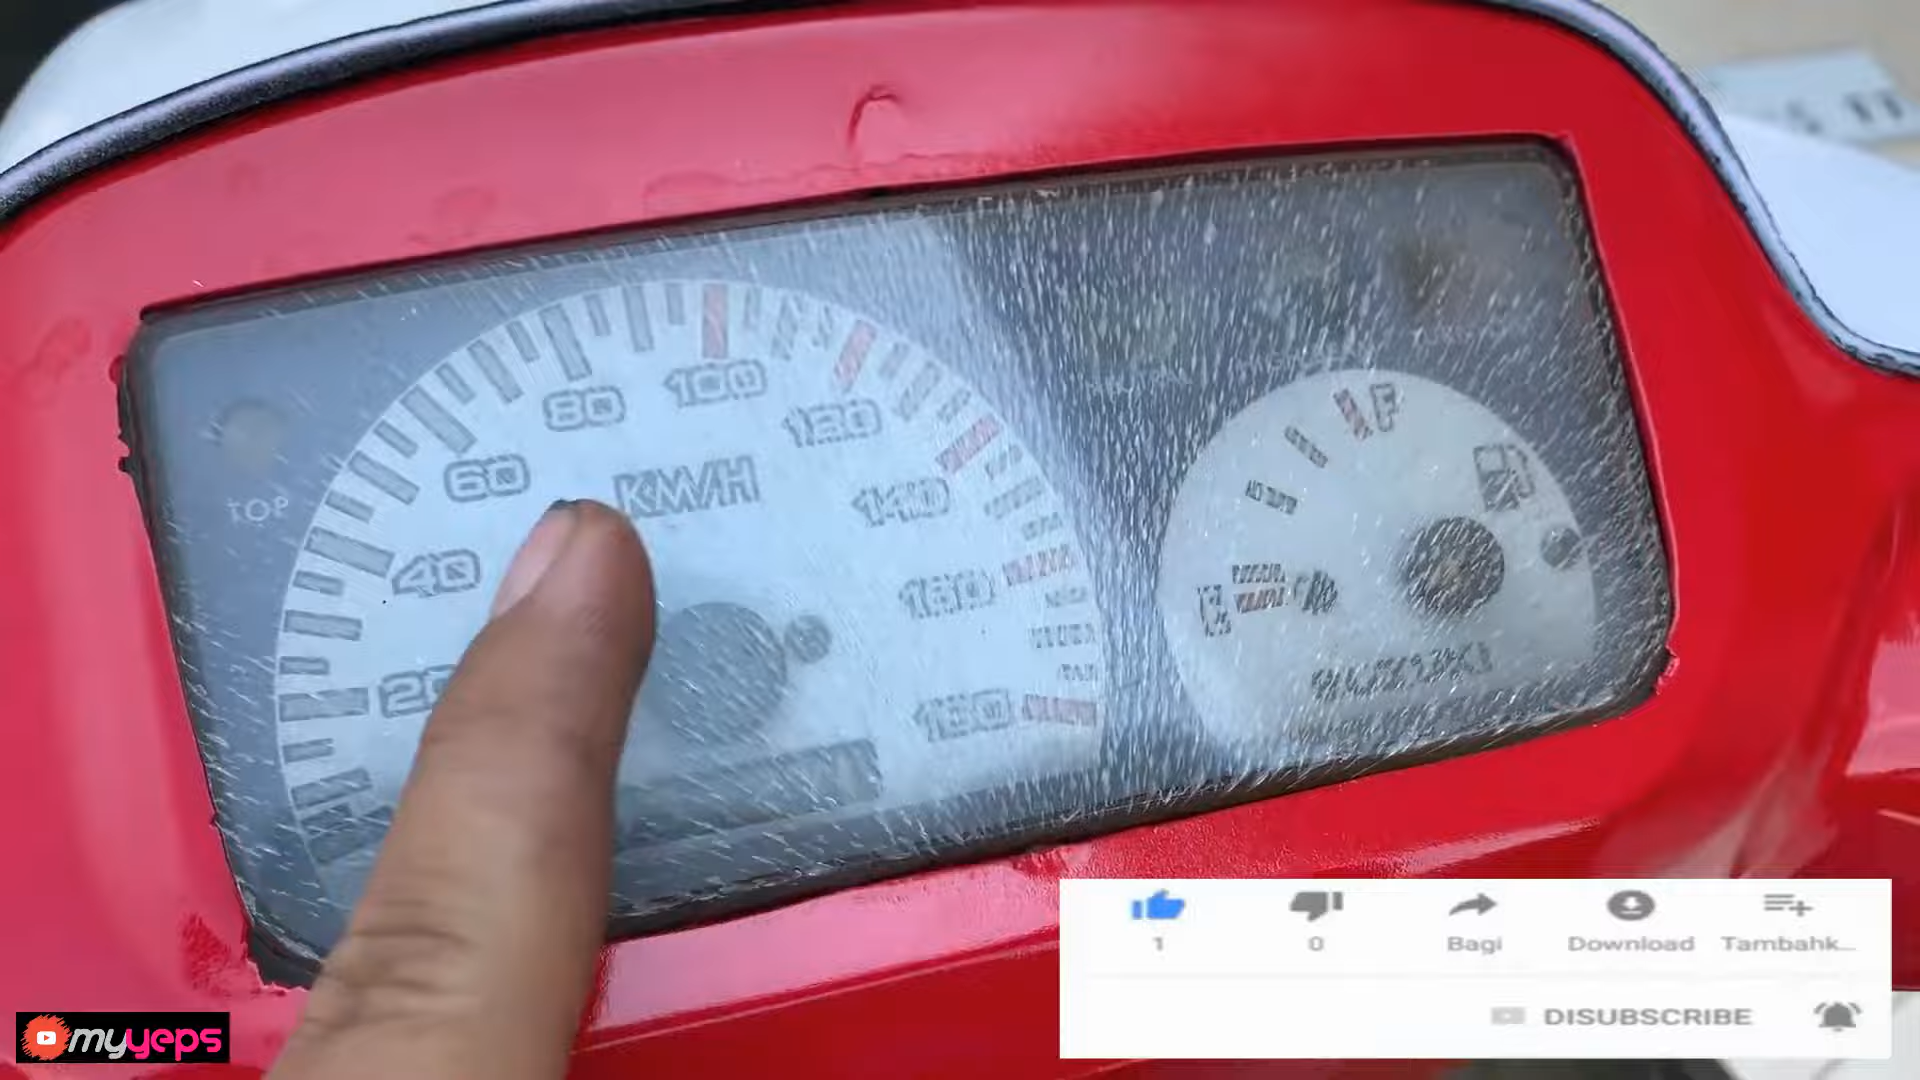 TOP
20
40
60
80
100
120
140
160
180
KM/H
F
E
SUZUKI
1
0
Bagi
Download
Tambahk...
DISUBSCRIBE
myyeps